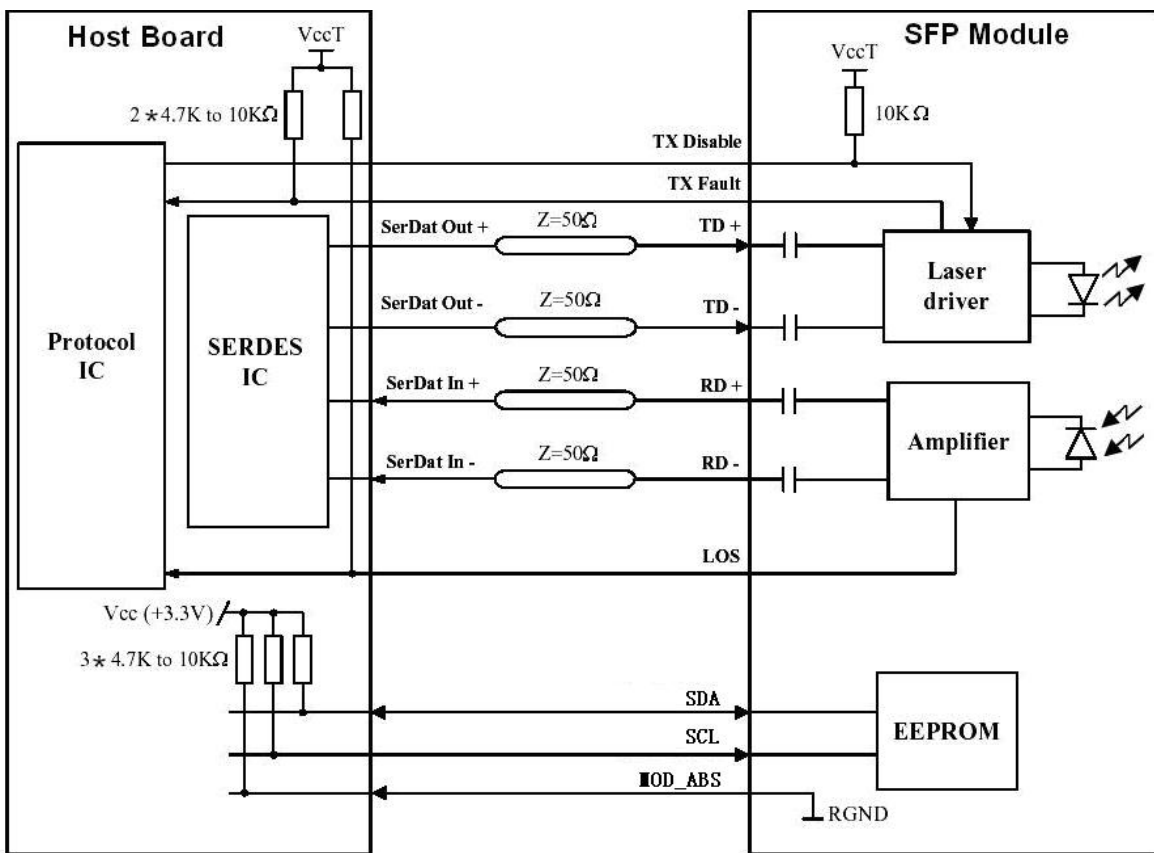 Host Board
SFP Module
VccT
VccT
2*4.7K to 10KΩ
10KΩ
TX Disable
TX Fault
SerDat Out +
Z=50Ω
TD +
Laser
driver
SerDat Out -
Z=50Ω
TD -
Protocol
IC
SERDES
IC
SerDat In +
Z=50Ω
RD +
Amplifier
SerDat In -
Z=50Ω
RD -
LOS
Vcc (+3.3V)
3*4.7K to 10KΩ
SDA
SCL
EEPROM
MOD_ABS
RGND